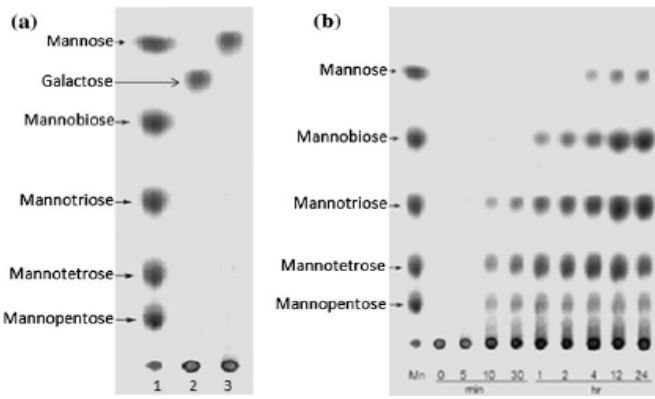 (a)
Mannose
Galactose
Mannobiose
Mannotriose
Mannotetrose
Mannopentose
1 2 3
(b)
Mannose
Mannobiose
Mannotriose
Mannotetrose
Mannopentose
Mn 0 5 10 30 1 2 4 12 24
min hr